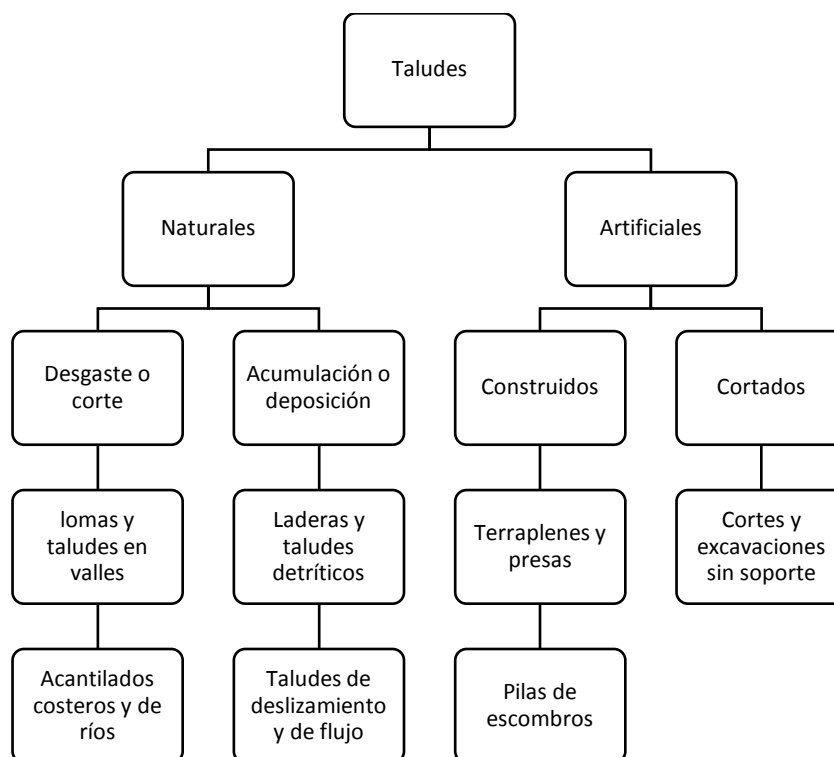 Taludes
Naturales
Artificiales
Desgaste o
corte
Acumulación o
deposición
Construidos
Cortados
lomas y
taludes en
valles
Laderas y
taludes
detríticos
Terraplenes y
presas
Cortes y
excavaciones
sin soporte
Acantilados
costeros y de
ríos
Taludes de
deslizamiento
y de flujo
Pilas de
escombros